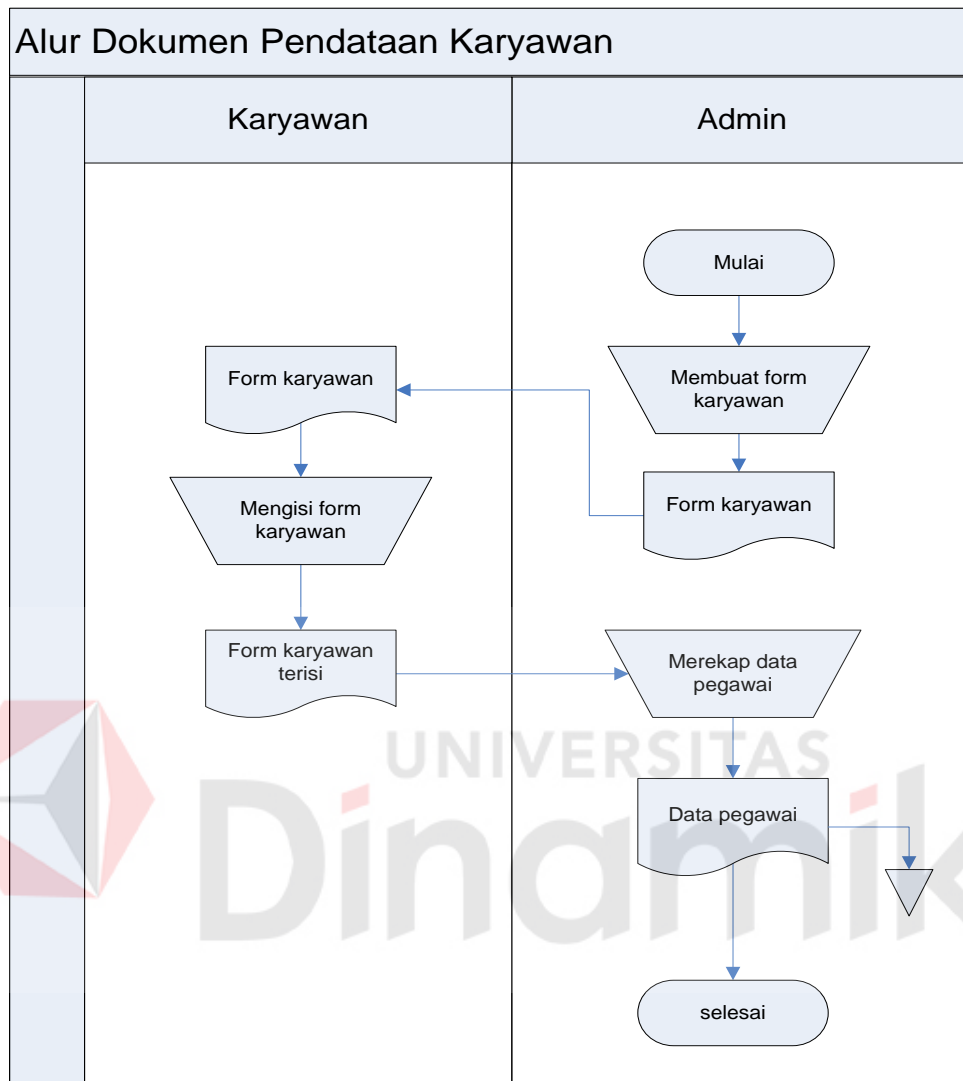 Alur Dokumen Pendataan Karyawan
Karyawan
Admin
Mulai
Membuat form
karyawan
Form karyawan
Form karyawan
Mengisi form
karyawan
Form karyawan
terisi
Merekap data
pegawai
Data pegawai
selesai
UNIVERSITAS
Dinamik